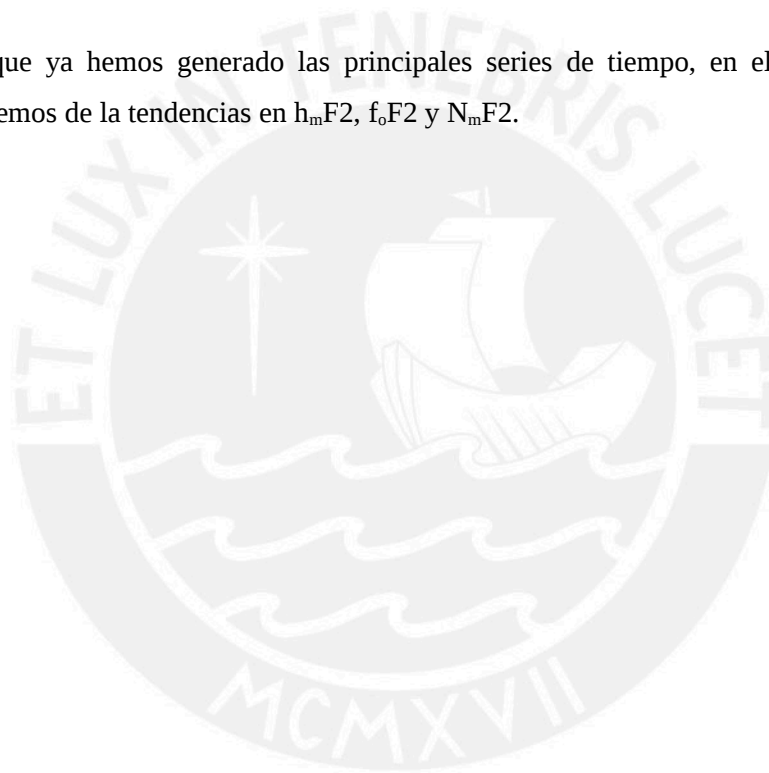 que ya hemos generado las principales series de tiempo, en el
emos de la tendencias en hₘF2, fₒF2 y NₘF2.
ET LUX IN TENEBRIS LUCET
MCMXVII